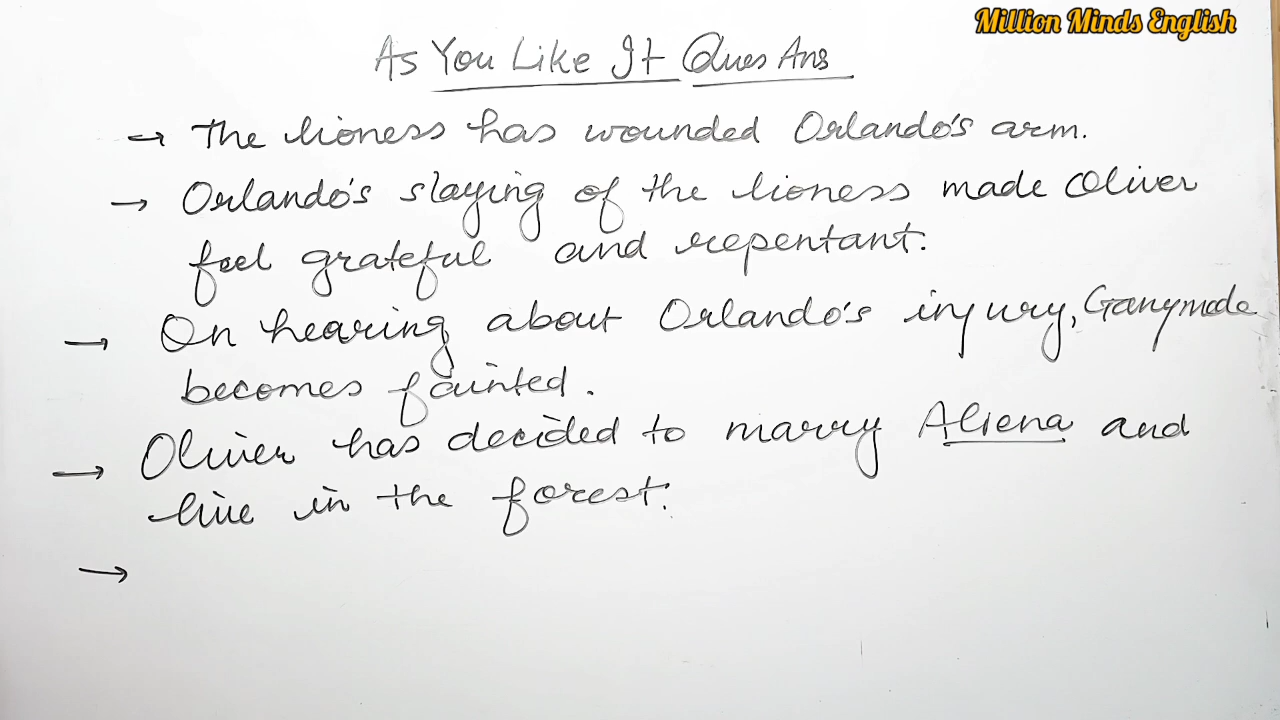 Million Minds English
As You Like It Ques Ans
→ The lioness has wounded Orlando's arm.
→ Orlando's slaying of the lioness made Oliver
feel grateful and repentant.
→ On hearing about Orlando's injury, Ganymede
becomes fainted.
→ Oliver has decided to marry Aliena and
live in the forest.
→